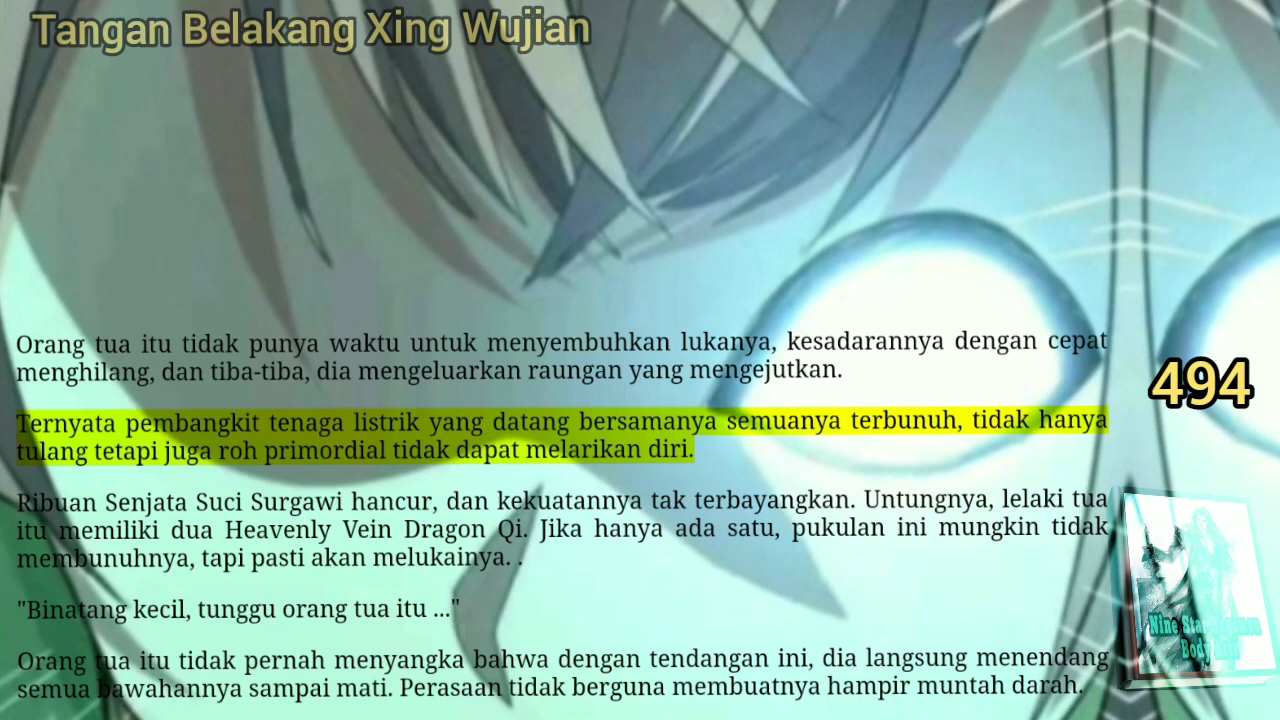 Tangan Belakang Xing Wujian
Orang tua itu tidak punya waktu untuk menyembuhkan lukanya, kesadarannya dengan cepat
menghilang, dan tiba-tiba, dia mengeluarkan raungan yang mengejutkan.
Ternyata pembangkit tenaga listrik yang datang bersamanya semuanya terbunuh, tidak hanya
tulang tetapi juga roh primordial tidak dapat melarikan diri.
494
Ribuan Senjata Suci Surgawi hancur, dan kekuatannya tak terbayangkan. Untungnya, lelaki tua
itu memiliki dua Heavenly Vein Dragon Qi. Jika hanya ada satu, pukulan ini mungkin tidak
membunuhnya, tapi pasti akan melukainya. .
"Binatang kecil, tunggu orang tua itu ..."
Orang tua itu tidak pernah menyangka bahwa dengan tendangan ini, dia langsung menendang
semua bawahannya sampai mati. Perasaan tidak berguna membuatnya hampir muntah darah.
Nine Star
Body